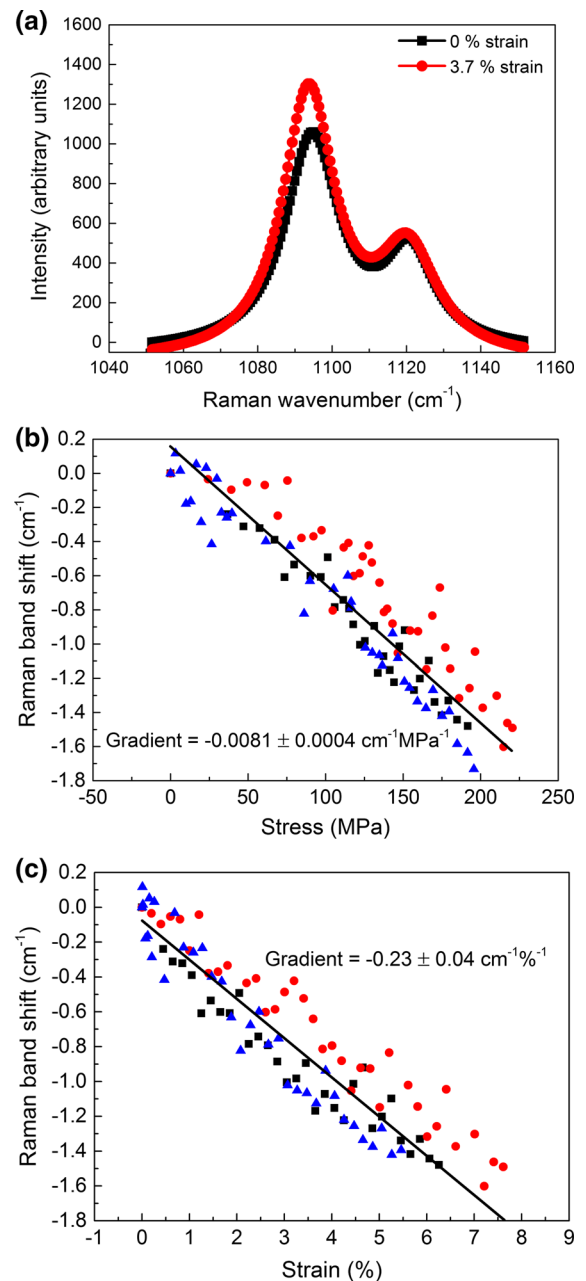 (a)
1600
1400
1200
1000
800
600
400
200
0
0 % strain
3.7 % strain
Intensity (arbitrary units)
1040 1060 1080 1100 1120 1140 1160
Raman wavenumber (cm⁻¹)
(b)
0.2
0.0
-0.2
-0.4
-0.6
-0.8
-1.0
-1.2
-1.4
-1.6
-1.8
Raman band shift (cm⁻¹)
Gradient = -0.0081 ± 0.0004 cm⁻¹MPa⁻¹
-50 0 50 100 150 200 250
Stress (MPa)
(c)
0.2
0.0
-0.2
-0.4
-0.6
-0.8
-1.0
-1.2
-1.4
-1.6
-1.8
Raman band shift (cm⁻¹)
Gradient = -0.23 ± 0.04 cm⁻¹%⁻¹
-1 0 1 2 3 4 5 6 7 8 9
Strain (%)